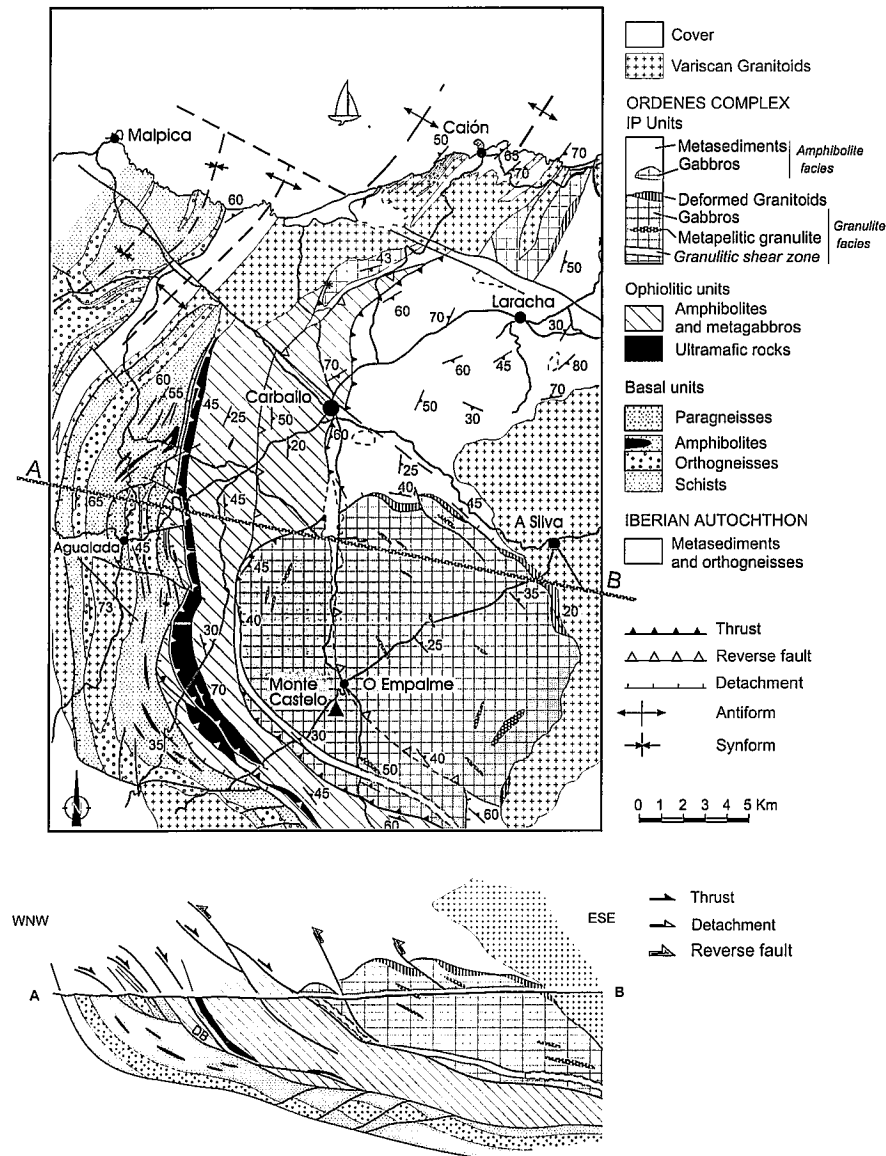 Malpica
Caión
50
65
70
70
60
43
50
60
70
Laracha
30
60
55
45
25
50
20
Carballo
70
60
60
45
80
70
50
30
A
65
45
25
40
45
A Silva
Agualada
45
73
45
40
35
20
B
30
25
70
Monte
Castelo
O Empalme
30
35
40
50
45
60
60
Cover
Variscan Granitoids
ORDENES COMPLEX
IP Units
Metasediments
Gabbros
Amphibolite
facies
Deformed Granitoids
Gabbros
Metapelitic granulite
Granulitic shear zone
Granulite
facies
Ophiolitic units
Amphibolites
and metagabbros
Ultramafic rocks
Basal units
Paragneisses
Amphibolites
Orthogneisses
Schists
IBERIAN AUTOCHTHON
Metasediments
and orthogneisses
Thrust
Reverse fault
Detachment
Antiform
Synform
0 1 2 3 4 5 Km
WNW
ESE
A
B
DB
Thrust
Detachment
Reverse fault